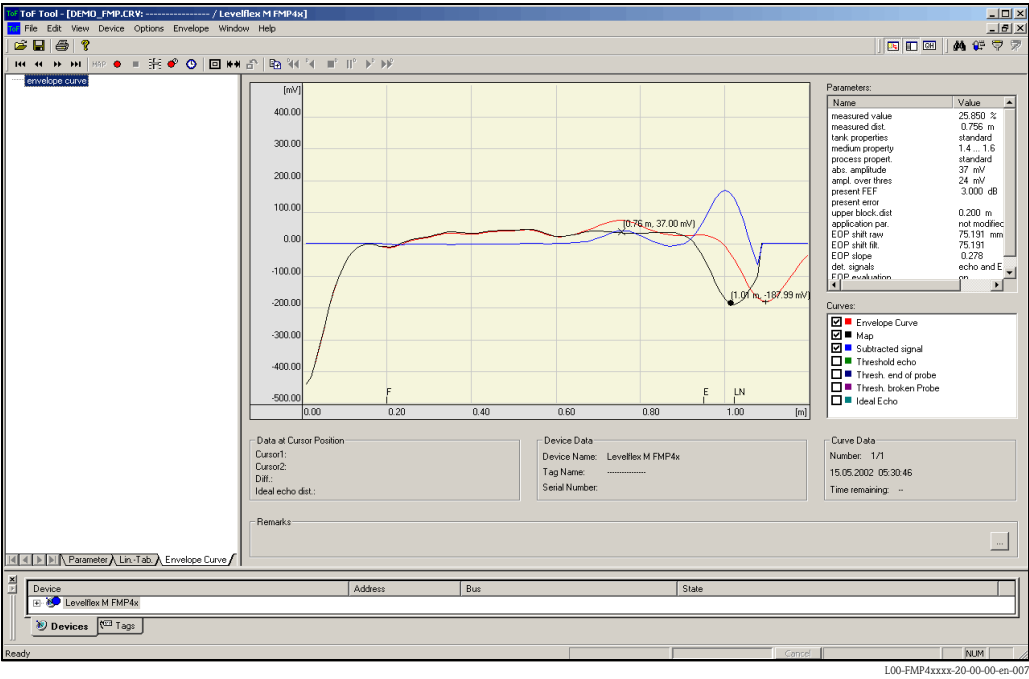 ToF Tool - [DEMO_FMP.CRV: ---------------- / Levelflex M FMP4x]
File Edit View Device Options Envelope Window Help
MAP
envelope curve
[mV]
400.00
300.00
200.00
100.00
0.00
-100.00
-200.00
-300.00
-400.00
-500.00
[0.76 m, 37.00 mV]
[1.01 m, -187.99 mV]
F E LN
0.00 0.20 0.40 0.60 0.80 1.00 [m]
Parameters:
Name Value
measured value 25.850 %
measured dist. 0.756 m
tank properties standard
medium property 1.4 ... 1.6
process propert. standard
abs. amplitude 37 mV
ampl. over thres 24 mV
present FEF 3.000 dB
present error
upper block.dist 0.200 m
application par. not modified
EOP shift raw 75.191 mm
EOP shift filt. 75.191
EOP slope 0.278
det. signals echo and E
EOP evaluation on
Curves:
Envelope Curve
Map
Subtracted signal
Threshold echo
Thresh. end of probe
Thresh. broken Probe
Ideal Echo
Data at Cursor Position
Cursor1:
Cursor2:
Diff.:
Ideal echo dist.:
Device Data
Device Name: Levelflex M FMP4x
Tag Name: ----------------
Serial Number:
Curve Data
Number: 1/1
15.05.2002 05:30:46
Time remaining: --
Remarks
...
Parameter Lin.-Tab. Envelope Curve
Device Address Bus State
Levelflex M FMP4x
Devices Tags
Ready Cancel NUM
L00-FMP4xxxx-20-00-00-en-007